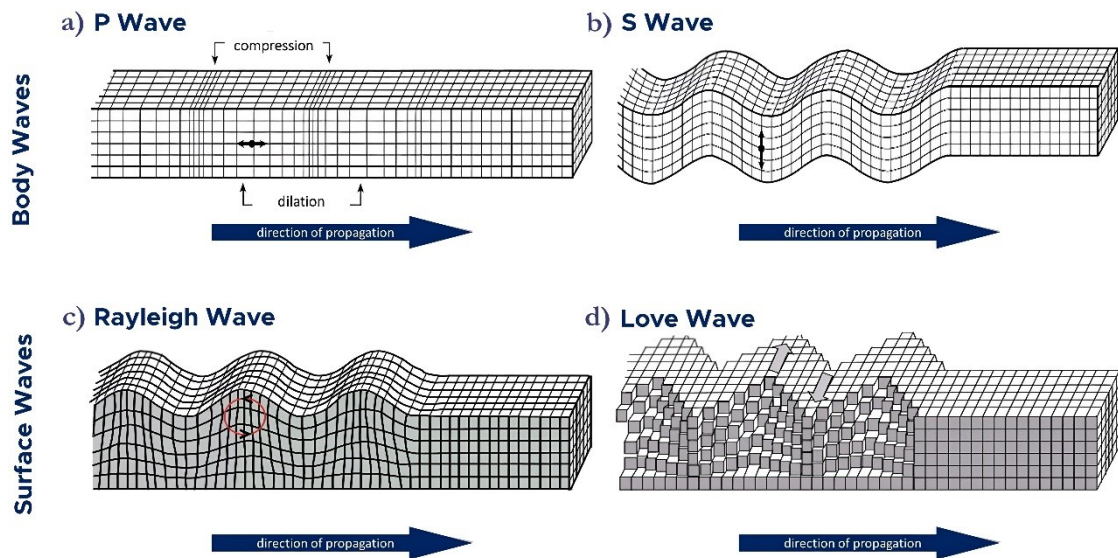 a) P Wave
b) S Wave
Body Waves
compression
dilation
direction of propagation
direction of propagation
c) Rayleigh Wave
d) Love Wave
Surface Waves
direction of propagation
direction of propagation